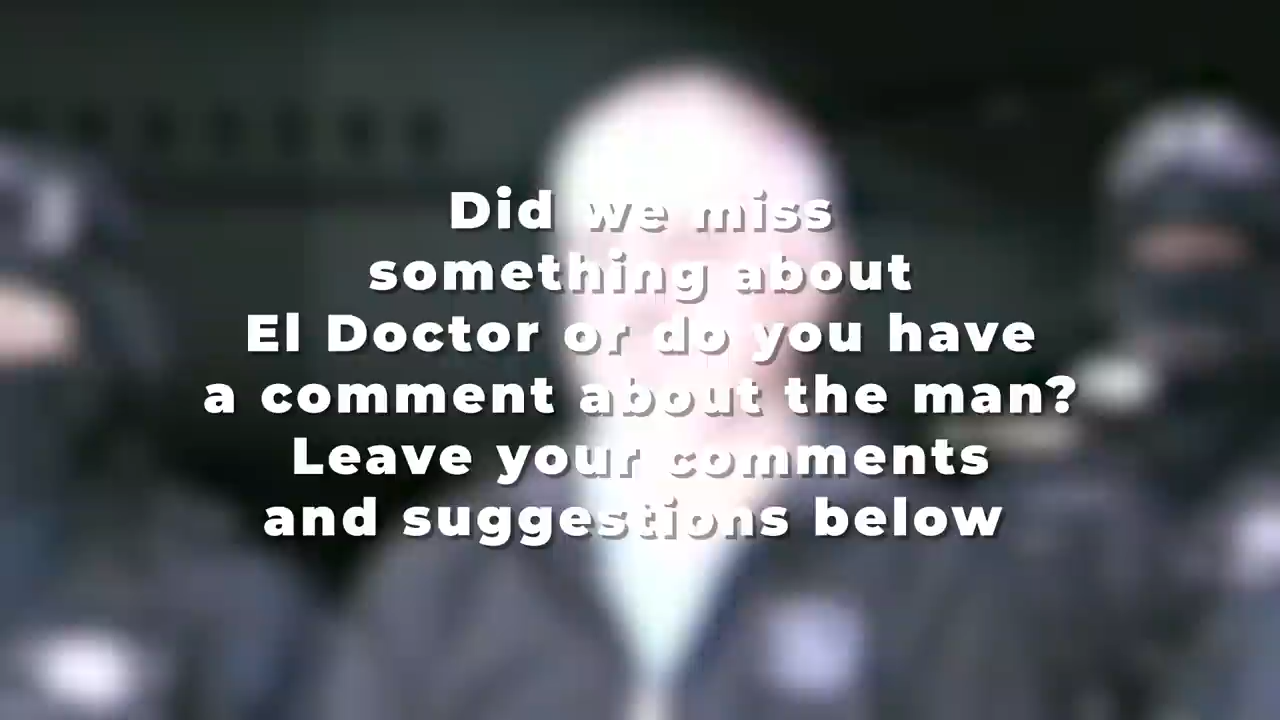 Did we miss
something about
El Doctor or do you have
a comment about the man?
Leave your comments
and suggestions below